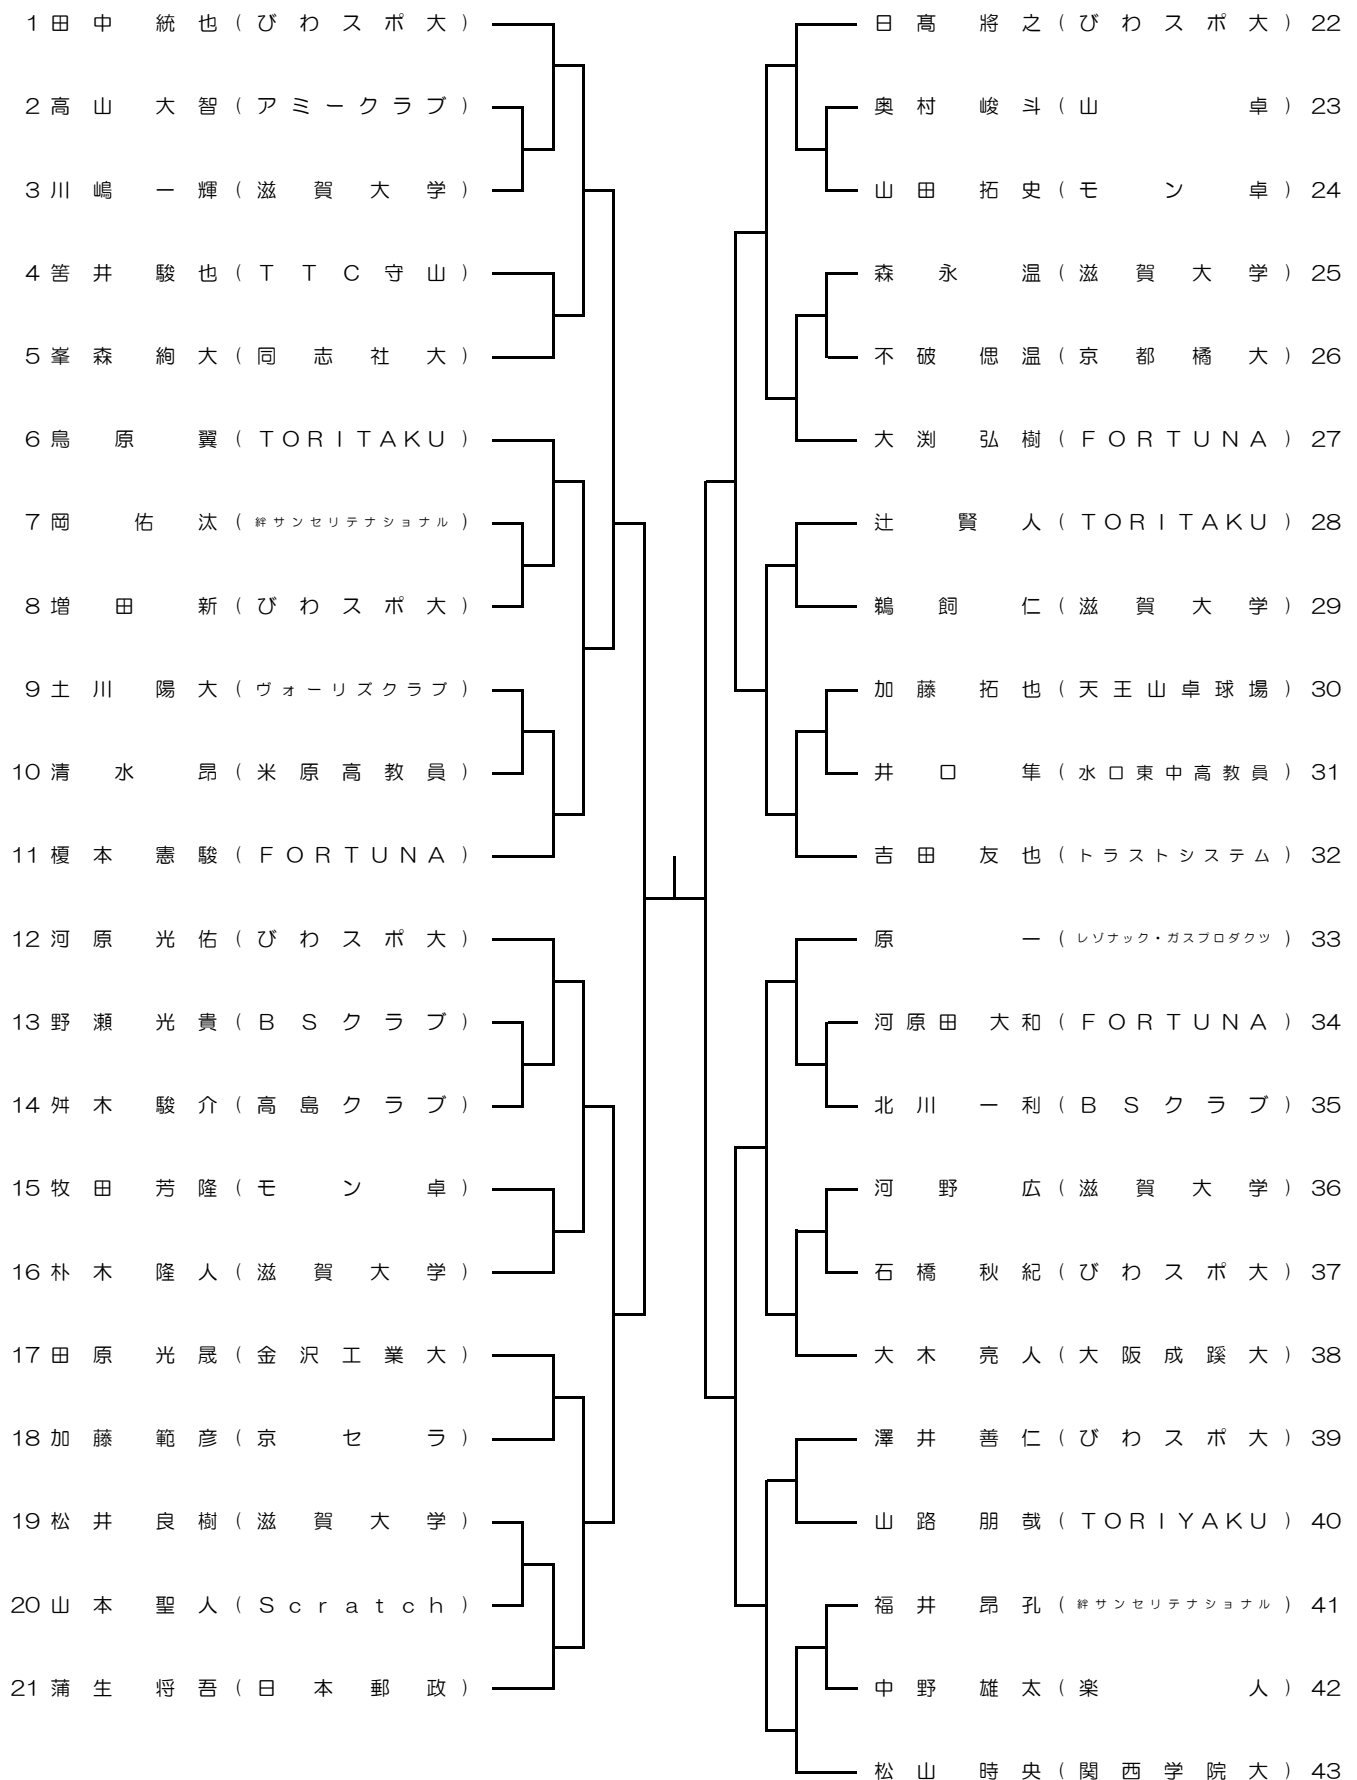 1 田中 統也 (びわスポ大)
2 高山 大智 (アミークラブ)
3 川嶋 一輝 (滋賀大学)
4 筈井 駿也 (TTC守山)
5 峯森 絢大 (同志社大)
6 鳥原 翼 (TORITAKU)
7 岡 佑汰 (絆サンセリテナショナル)
8 増田 新 (びわスポ大)
9 土川 陽大 (ヴォーリズクラブ)
10 清水 昂 (米原高教員)
11 榎本 憲駿 (FORTUNA)
12 河原 光佑 (びわスポ大)
13 野瀬 光貴 (BSクラブ)
14 舛木 駿介 (高島クラブ)
15 牧田 芳隆 (モン卓)
16 朴木 隆人 (滋賀大学)
17 田原 光晟 (金沢工業大)
18 加藤 範彦 (京セラ)
19 松井 良樹 (滋賀大学)
20 山本 聖人 (Scratch)
21 蒲生 将吾 (日本郵政)
日髙 將之 (びわスポ大) 22
奥村 峻斗 (山卓) 23
山田 拓史 (モン卓) 24
森永 温 (滋賀大学) 25
不破 偲温 (京都橘大) 26
大渕 弘樹 (FORTUNA) 27
辻 賢人 (TORITAKU) 28
鵜飼 仁 (滋賀大学) 29
加藤 拓也 (天王山卓球場) 30
井口 隼 (水口東中高教員) 31
吉田 友也 (トラストシステム) 32
原 一 (レゾナック・ガスプロダクツ) 33
河原田 大和 (FORTUNA) 34
北川 一利 (BSクラブ) 35
河野 広 (滋賀大学) 36
石橋 秋紀 (びわスポ大) 37
大木 亮人 (大阪成蹊大) 38
澤井 善仁 (びわスポ大) 39
山路 朋哉 (TORIYAKU) 40
福井 昂孔 (絆サンセリテナショナル) 41
中野 雄太 (楽人) 42
松山 時央 (関西学院大) 43